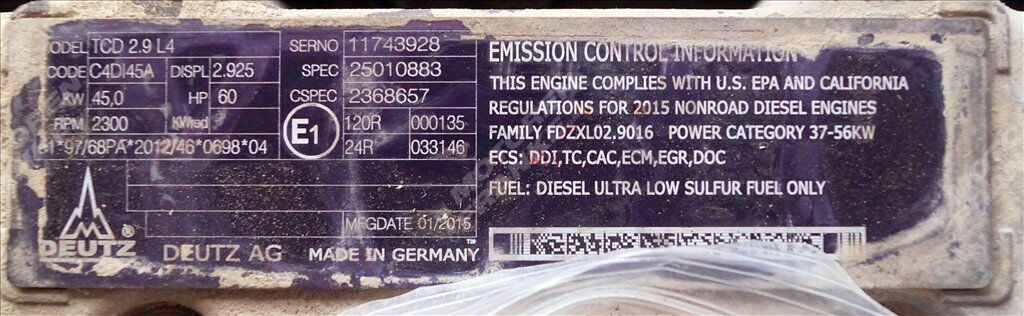 MODEL TCD 2.9 L4
CODE C4DI45A DISPL 2.925
KW 45,0 HP 60
RPM 2300 KWred
e1*97/68PA*2012/46*0698*04
SERNO 11743928
SPEC 25010883
CSPEC 2368657
E1 120R 000135
24R 033146
MFGDATE 01/2015
DEUTZ ® DEUTZ AG MADE IN GERMANY
EMISSION CONTROL INFORMATION
THIS ENGINE COMPLIES WITH U.S. EPA AND CALIFORNIA
REGULATIONS FOR 2015 NONROAD DIESEL ENGINES
FAMILY FDZXL02.9016 POWER CATEGORY 37-56KW
ECS: DDI,TC,CAC,ECM,EGR,DOC
FUEL: DIESEL ULTRA LOW SULFUR FUEL ONLY